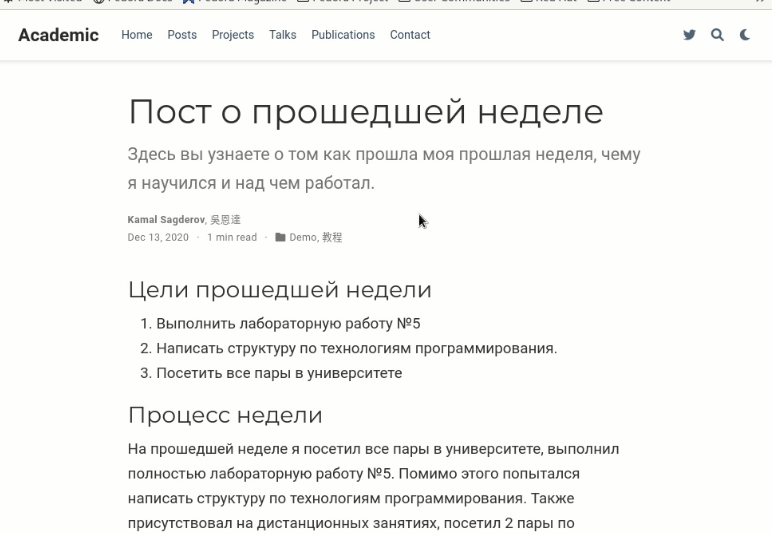 Most Visited Fedora Docs Fedora Magazine Fedora Project User Communities Red Hat Free Content
Academic Home Posts Projects Talks Publications Contact
Пост о прошедшей неделе
Здесь вы узнаете о том как прошла моя прошлая неделя, чему
я научился и над чем работал.
Kamal Sagderov, 吳恩達
Dec 13, 2020 · 1 min read · Demo, 教程
Цели прошедшей недели
1. Выполнить лабораторную работу №5
2. Написать структуру по технологиям программирования.
3. Посетить все пары в университете
Процесс недели
На прошедшей неделе я посетил все пары в университете, выполнил
полностью лабораторную работу №5. Помимо этого попытался
написать структуру по технологиям программирования. Также
присутствовал на дистанционных занятиях, посетил 2 пары по